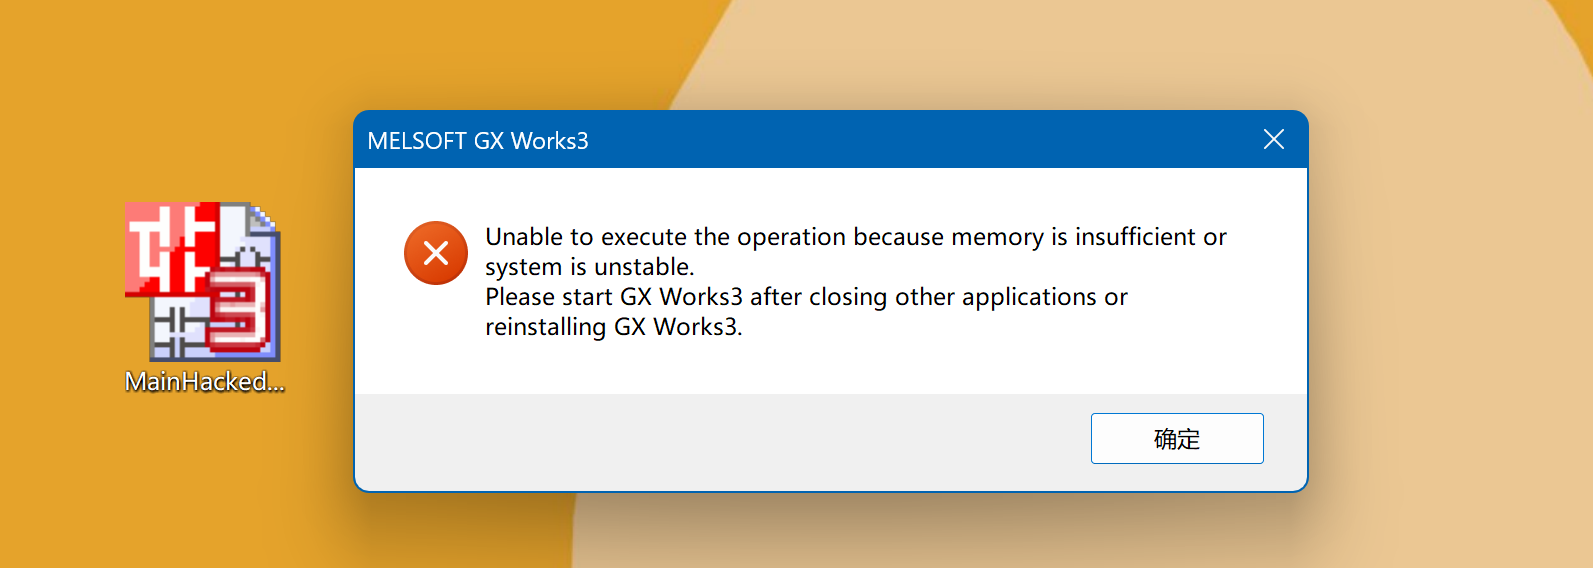 MELSOFT GX Works3
Unable to execute the operation because memory is insufficient or
system is unstable.
Please start GX Works3 after closing other applications or
reinstalling GX Works3.
3
MainHacked...
确定